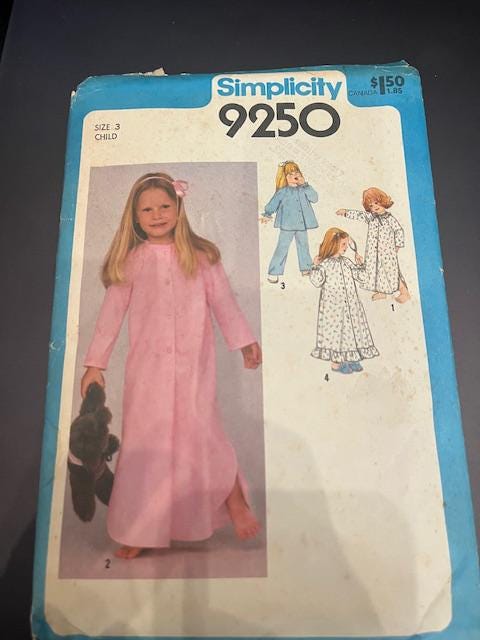 Simplicity
$1.50
CANADA 1.85
9250
SIZE 3
CHILD
3
1
4
2